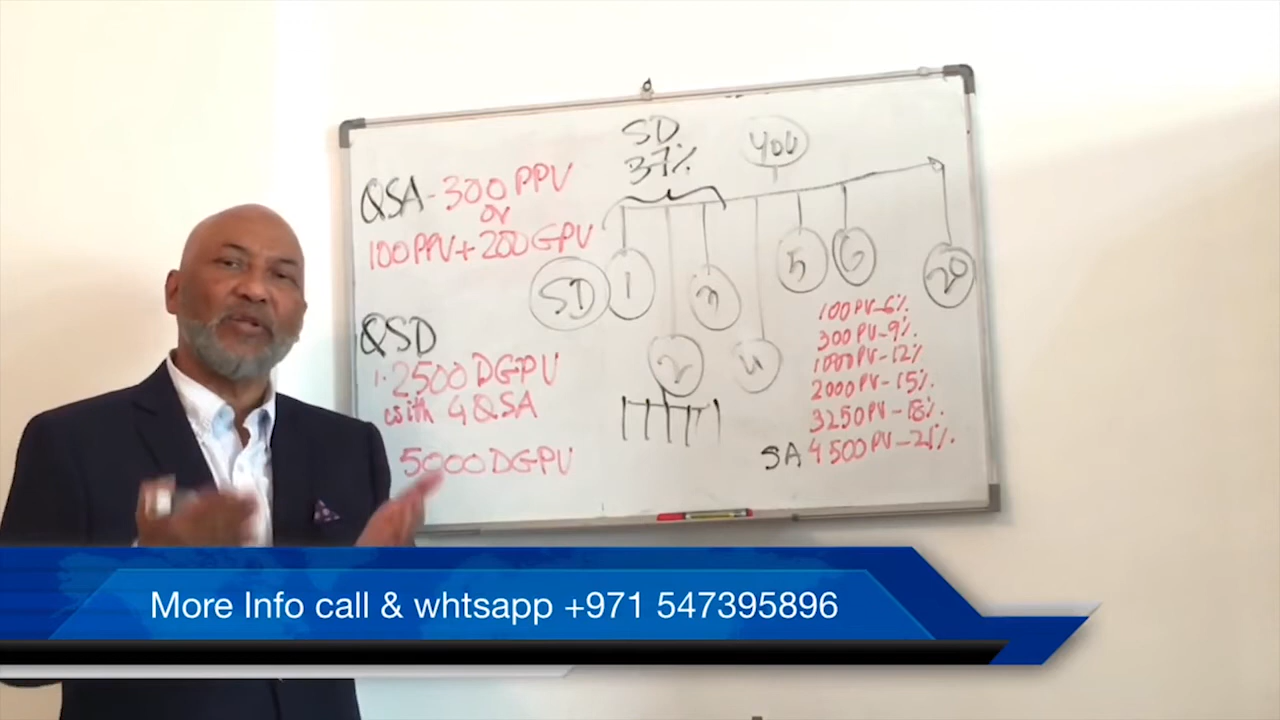 QSA - 300 PPV
or
100 PPV + 200 GPV
QSD
1. 2500 DGPV
with 4 QSA
5000 DGPV
SD
37%
YOU
SD 1 2 3 4 5 6 20
100 PV - 6%
300 PV - 9%
1000 PV - 12%
2000 PV - 15%
3250 PV - 18%
SA 4500 PV - 25%
More Info call & whtsapp +971 547395896